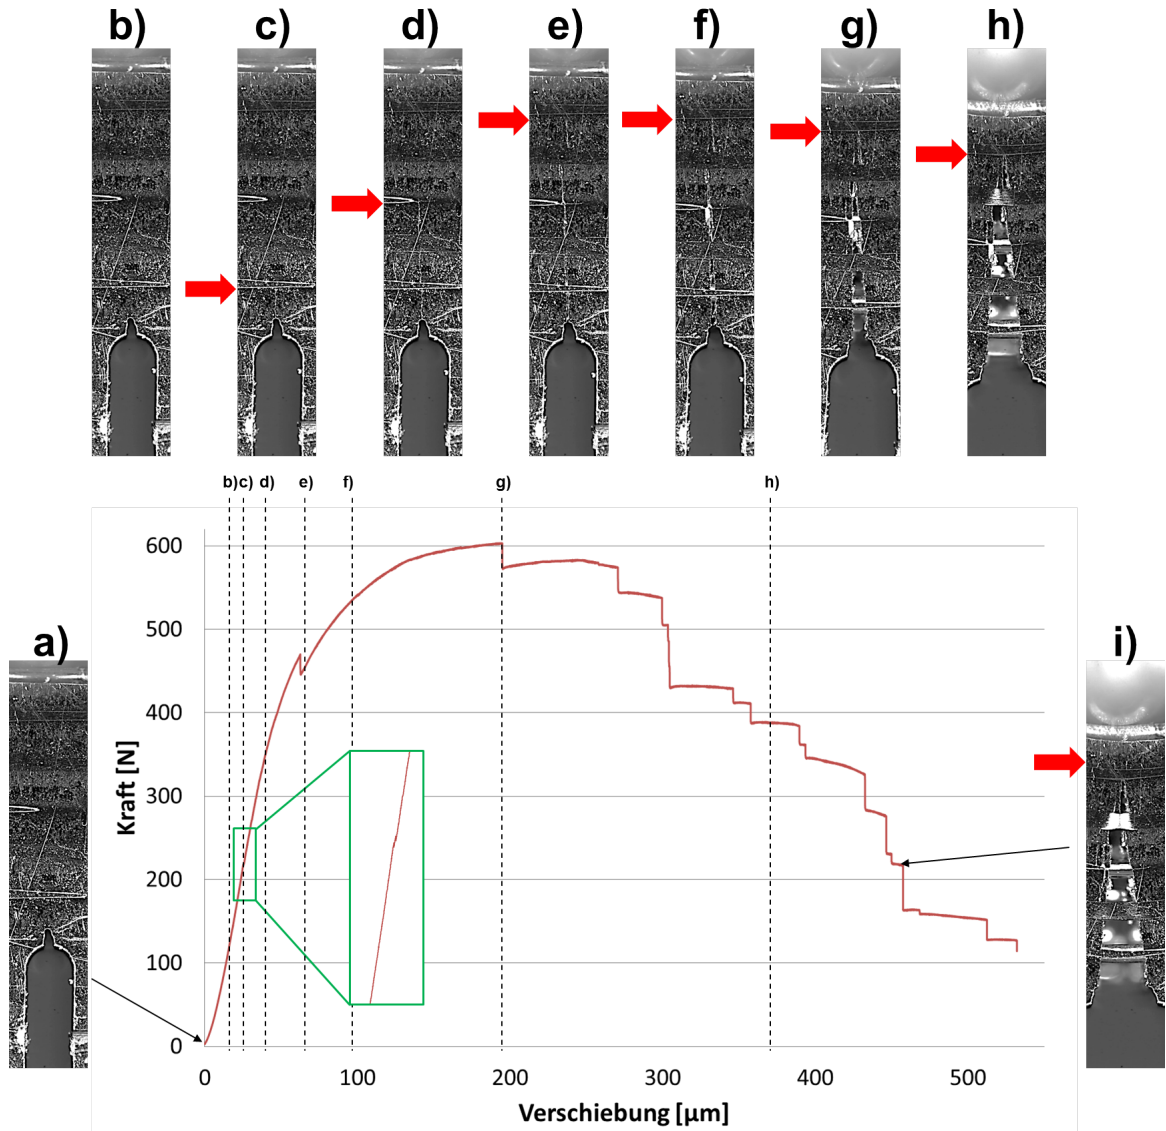 b) c) d) e) f) g) h)
b) c) d) e) f) g) h)
a)
i)
600
500
400
300
200
100
0
Kraft [N]
0 100 200 300 400 500
Verschiebung [µm]